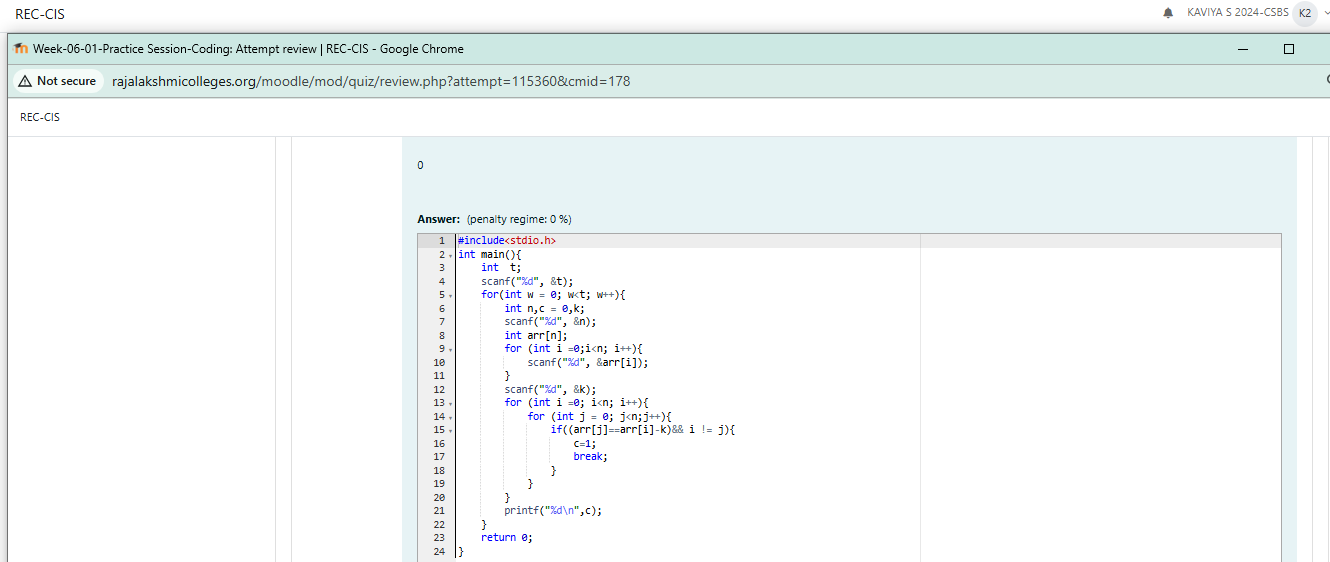 REC-CIS
KAVIYA S 2024-CSBS K2
Week-06-01-Practice Session-Coding: Attempt review | REC-CIS - Google Chrome
Not secure rajalakshmicolleges.org/moodle/mod/quiz/review.php?attempt=115360&cmid=178
REC-CIS
0
Answer: (penalty regime: 0 %)
1 #include<stdio.h>
2 int main(){
3     int  t;
4     scanf("%d", &t);
5     for(int w = 0; w<t; w++){
6         int n,c = 0,k;
7         scanf("%d", &n);
8         int arr[n];
9         for (int i =0;i<n; i++){
10             scanf("%d", &arr[i]);
11         }
12         scanf("%d", &k);
13         for (int i =0; i<n; i++){
14             for (int j = 0; j<n;j++){
15                 if((arr[j]==arr[i]-k)&& i != j){
16                     c=1;
17                     break;
18                 }
19             }
20         }
21         printf("%d\n",c);
22     }
23     return 0;
24 }